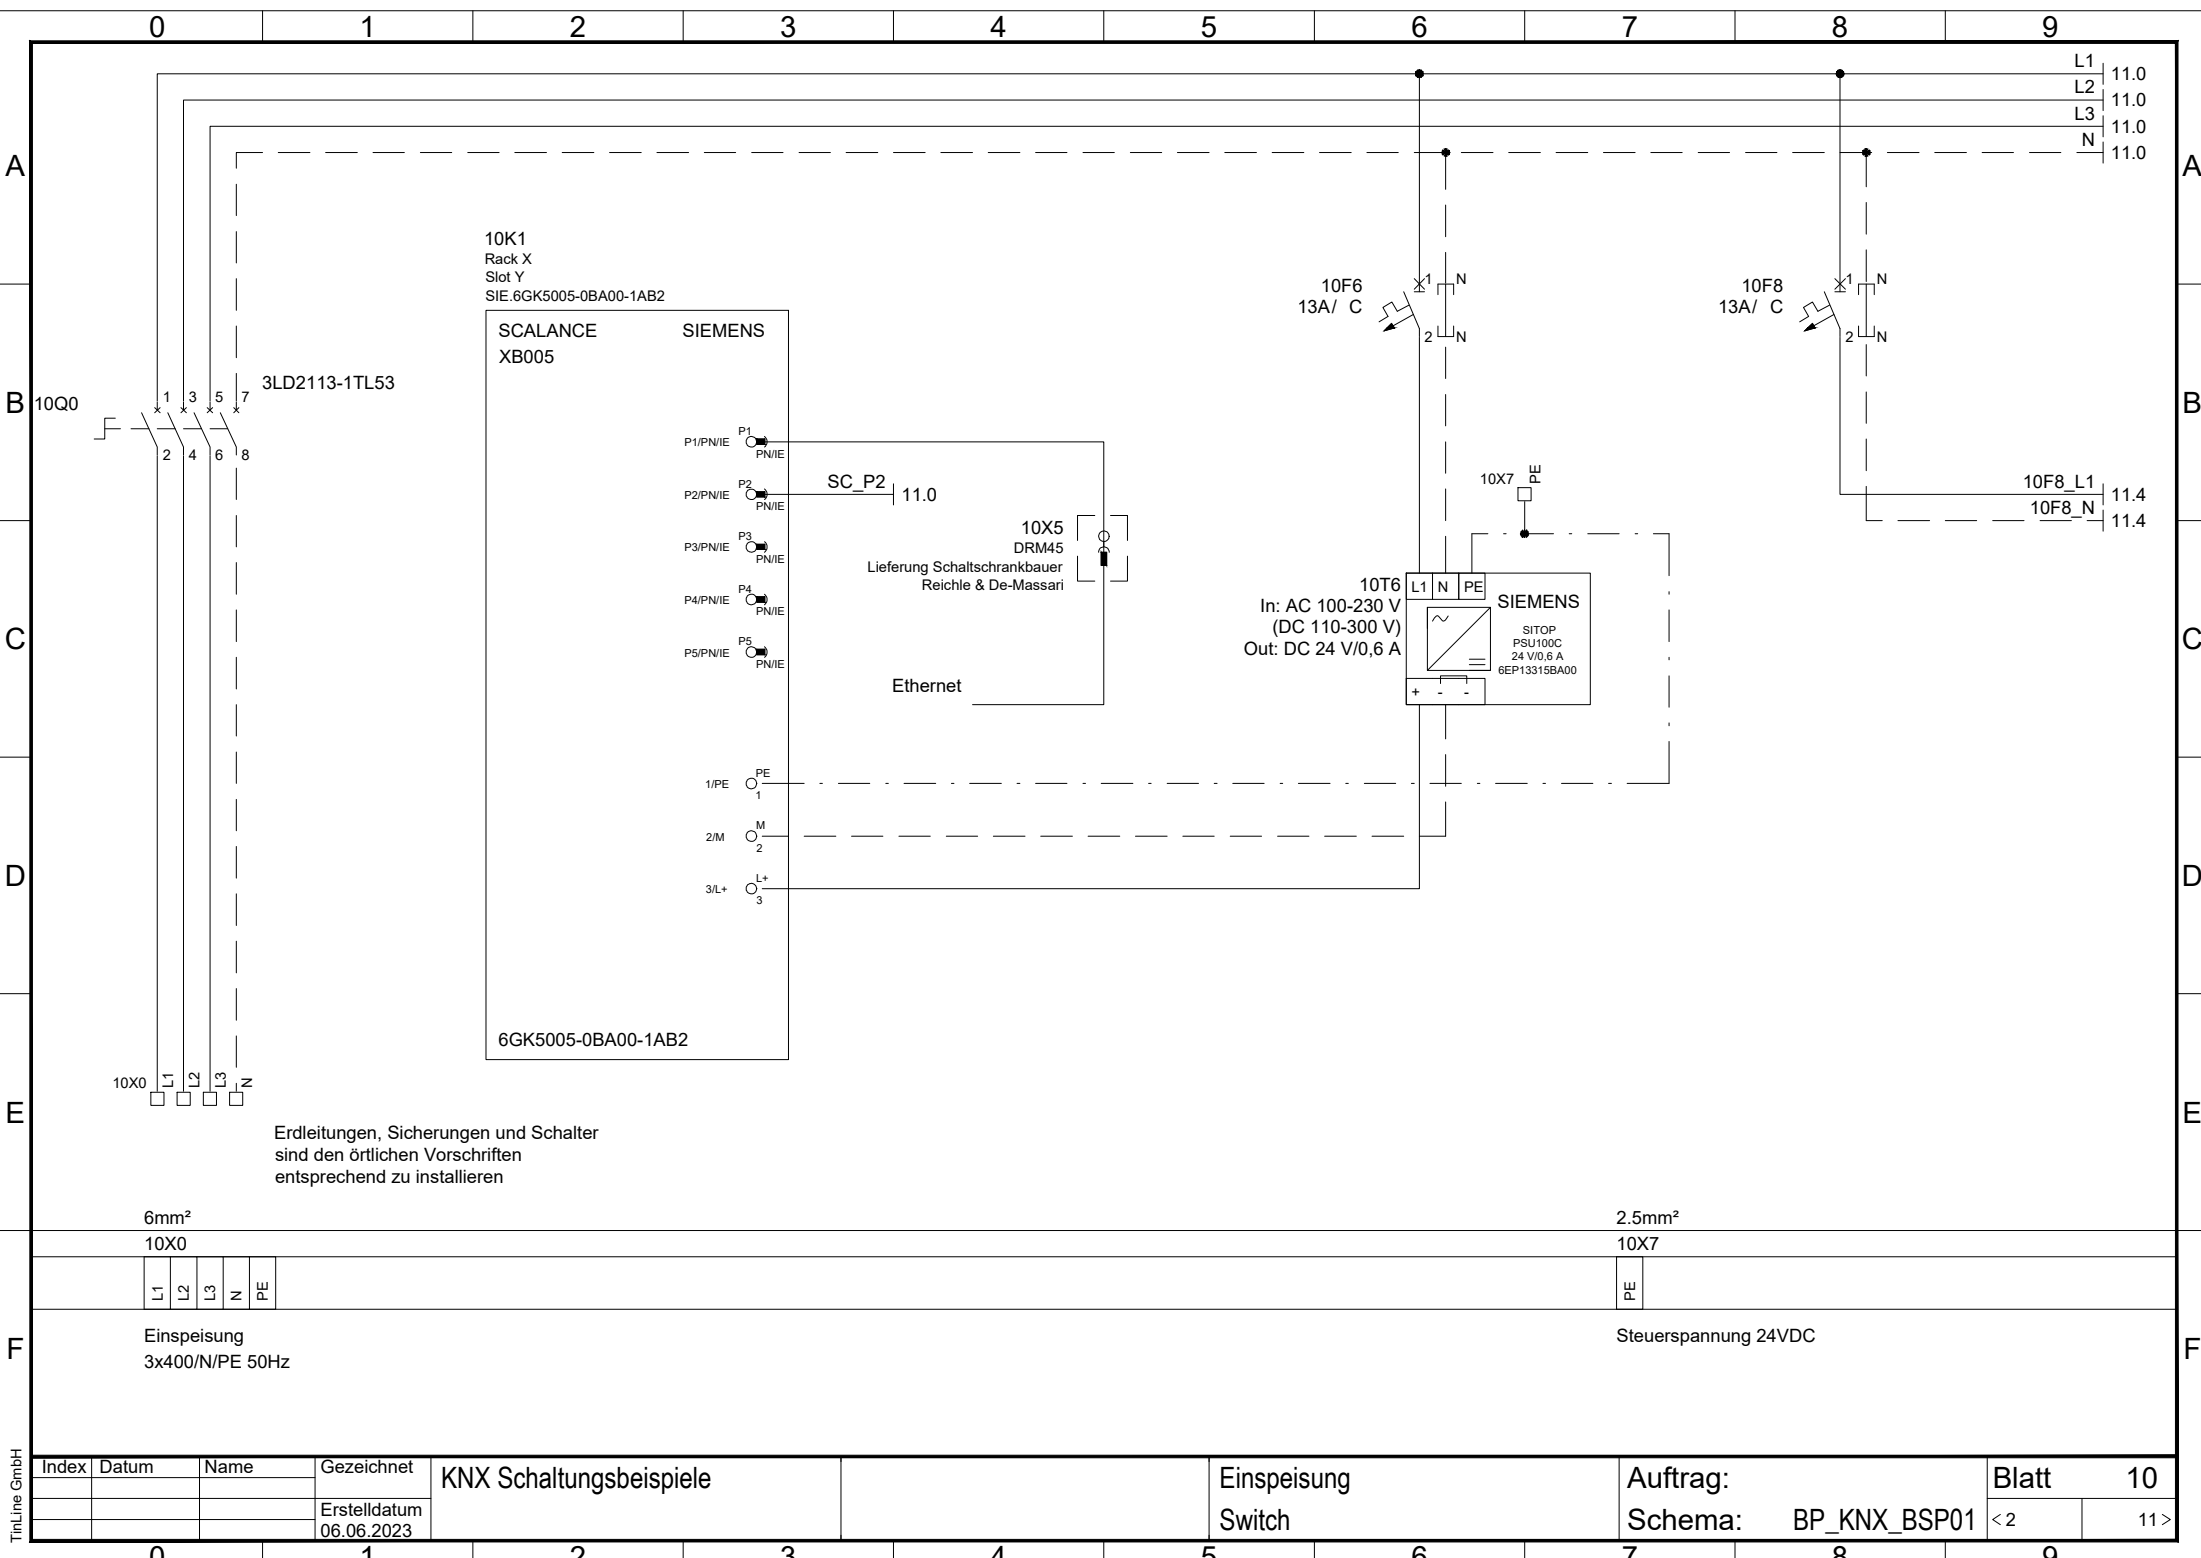 0 1 2 3 4 5 6 7 8 9
L1 11.0
L2 11.0
L3 11.0
N 11.0
A A
10K1
Rack X
Slot Y
SIE.6GK5005-0BA00-1AB2
10F6 1 N
13A/ C
2 N
10F8 1 N
13A/ C
2 N
SCALANCE SIEMENS
XB005
3LD2113-1TL53
B B
10Q0 1 3 5 7
2 4 6 8
P1/PN/IE P1 PN/IE
P2/PN/IE P2 PN/IE
SC_P2 11.0
P3/PN/IE P3 PN/IE
P4/PN/IE P4 PN/IE
P5/PN/IE P5 PN/IE
10X7 PE
10F8_L1 11.4
10F8_N 11.4
10X5
DRM45
Lieferung Schaltschrankbauer
Reichle & De-Massari
Ethernet
C C
10T6 L1 N PE
In: AC 100-230 V
(DC 110-300 V)
Out: DC 24 V/0,6 A
SIEMENS
SITOP
PSU100C
24 V/0,6 A
6EP13315BA00
+ - -
1/PE PE 1
2/M M 2
3/L+ L+ 3
D D
6GK5005-0BA00-1AB2
10X0 L1 L2 L3 N
E E
Erdleitungen, Sicherungen und Schalter
sind den örtlichen Vorschriften
entsprechend zu installieren
6mm² 2.5mm²
10X0 10X7
L1 L2 L3 N PE PE
Einspeisung
3x400/N/PE 50Hz
Steuerspannung 24VDC
F F
TinLine GmbH
Index Datum Name Gezeichnet
Erstelldatum
06.06.2023
KNX Schaltungsbeispiele
Einspeisung
Switch
Auftrag:
Schema: BP_KNX_BSP01
Blatt 10
< 2 11 >
0 1 2 3 4 5 6 7 8 9